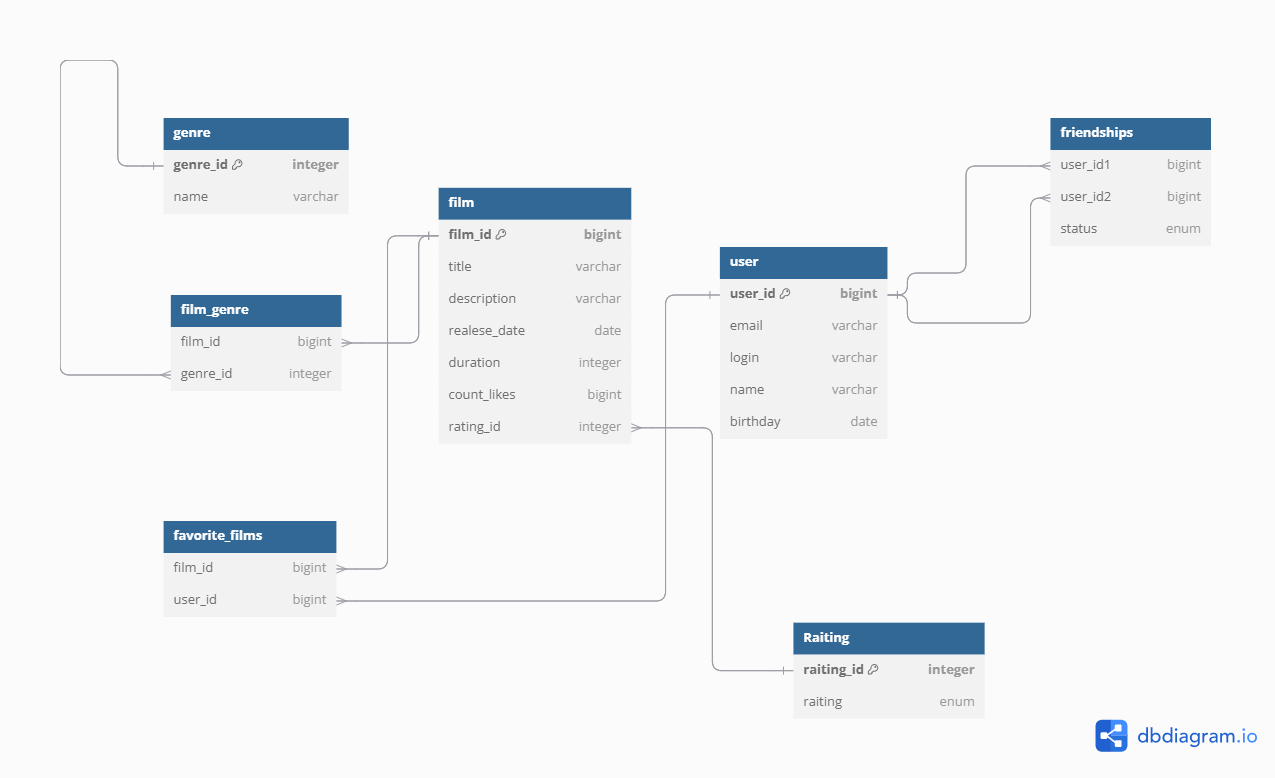 genre
genre_id integer
name varchar
film
film_id bigint
title varchar
description varchar
realese_date date
duration integer
count_likes bigint
rating_id integer
film_genre
film_id bigint
genre_id integer
favorite_films
film_id bigint
user_id bigint
user
user_id bigint
email varchar
login varchar
name varchar
birthday date
friendships
user_id1 bigint
user_id2 bigint
status enum
Raiting
raiting_id integer
raiting enum
dbdiagram.io